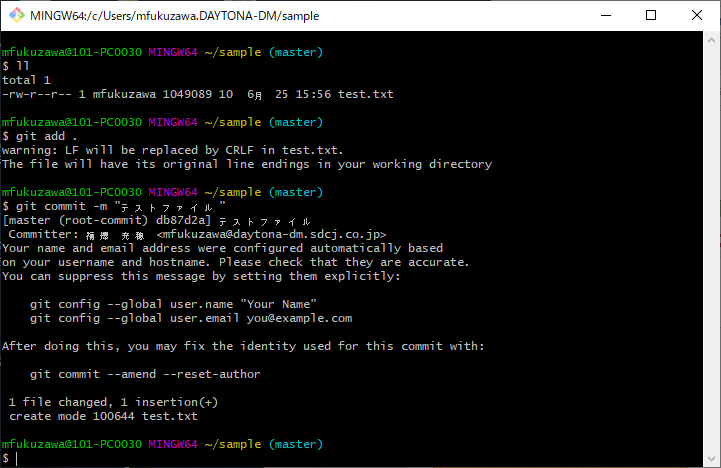 MINGW64:/c/Users/mfukuzawa.DAYTONA-DM/sample
mfukuzawa@101-PC0030 MINGW64 ~/sample (master)
$ ll
total 1
-rw-r--r-- 1 mfukuzawa 1049089 10  6月  25 15:56 test.txt
mfukuzawa@101-PC0030 MINGW64 ~/sample (master)
$ git add .
warning: LF will be replaced by CRLF in test.txt.
The file will have its original line endings in your working directory
mfukuzawa@101-PC0030 MINGW64 ~/sample (master)
$ git commit -m "テストファイル"
[master (root-commit) db87d2a] テストファイル
Committer: 福澤 充穂 <mfukuzawa@daytona-dm.sdcj.co.jp>
Your name and email address were configured automatically based
on your username and hostname. Please check that they are accurate.
You can suppress this message by setting them explicitly:
git config --global user.name "Your Name"
git config --global user.email you@example.com
After doing this, you may fix the identity used for this commit with:
git commit --amend --reset-author
1 file changed, 1 insertion(+)
create mode 100644 test.txt
mfukuzawa@101-PC0030 MINGW64 ~/sample (master)
$